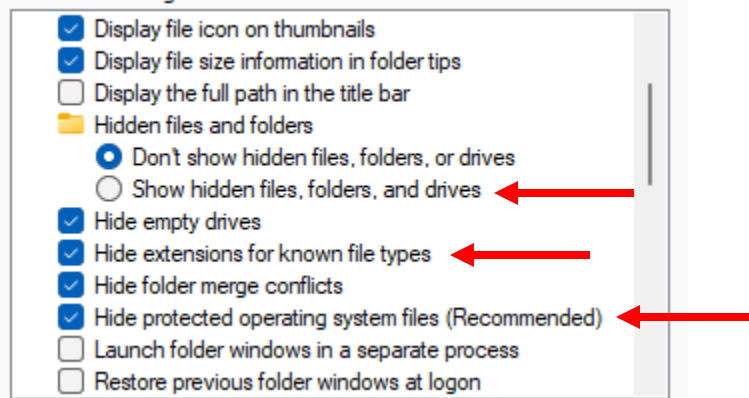 Display file icon on thumbnails
Display file size information in folder tips
Display the full path in the title bar
Hidden files and folders
Don't show hidden files, folders, or drives
Show hidden files, folders, and drives
Hide empty drives
Hide extensions for known file types
Hide folder merge conflicts
Hide protected operating system files (Recommended)
Launch folder windows in a separate process
Restore previous folder windows at logon